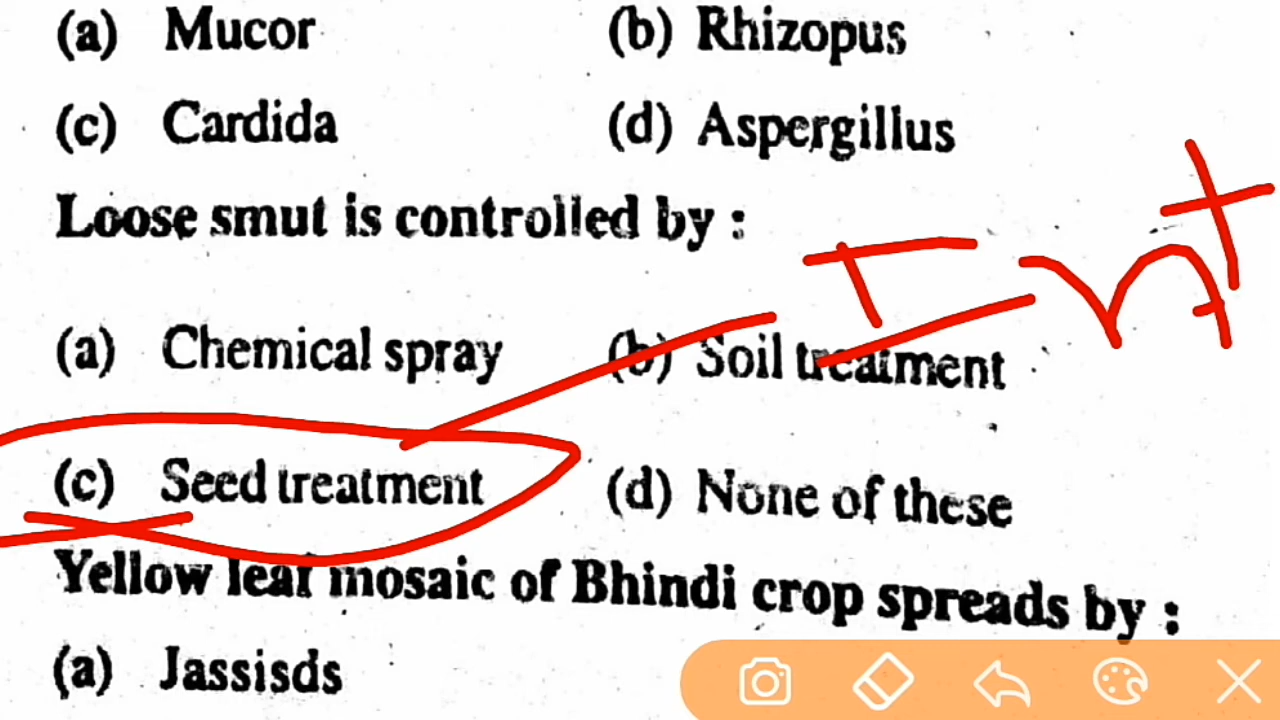 (a) Mucor (b) Rhizopus
(c) Cardida (d) Aspergillus
Loose smut is controlled by :
Int
(a) Chemical spray (b) Soil treatment
(c) Seed treatment (d) None of these
Yellow leaf mosaic of Bhindi crop spreads by :
(a) Jassisds